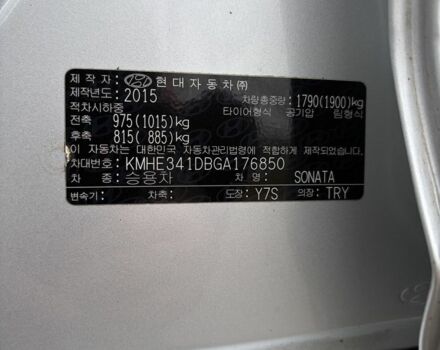 제 작 자 : 현대자동차㈜
제작년도: 2015 차량총중량: 1790(1900)kg
적차시하중 타이어형식 공기압 림형식
전축 975(1015)kg
후축 815( 885)kg
이 자동차는 대한민국 자동차관리법령에 적합하게 제작되었습니다.
차대번호: KMHE341DBGA176850
차 종: 승용차 차 명: SONATA
변속기: 차축: 도장: Y7S 의장: TRY